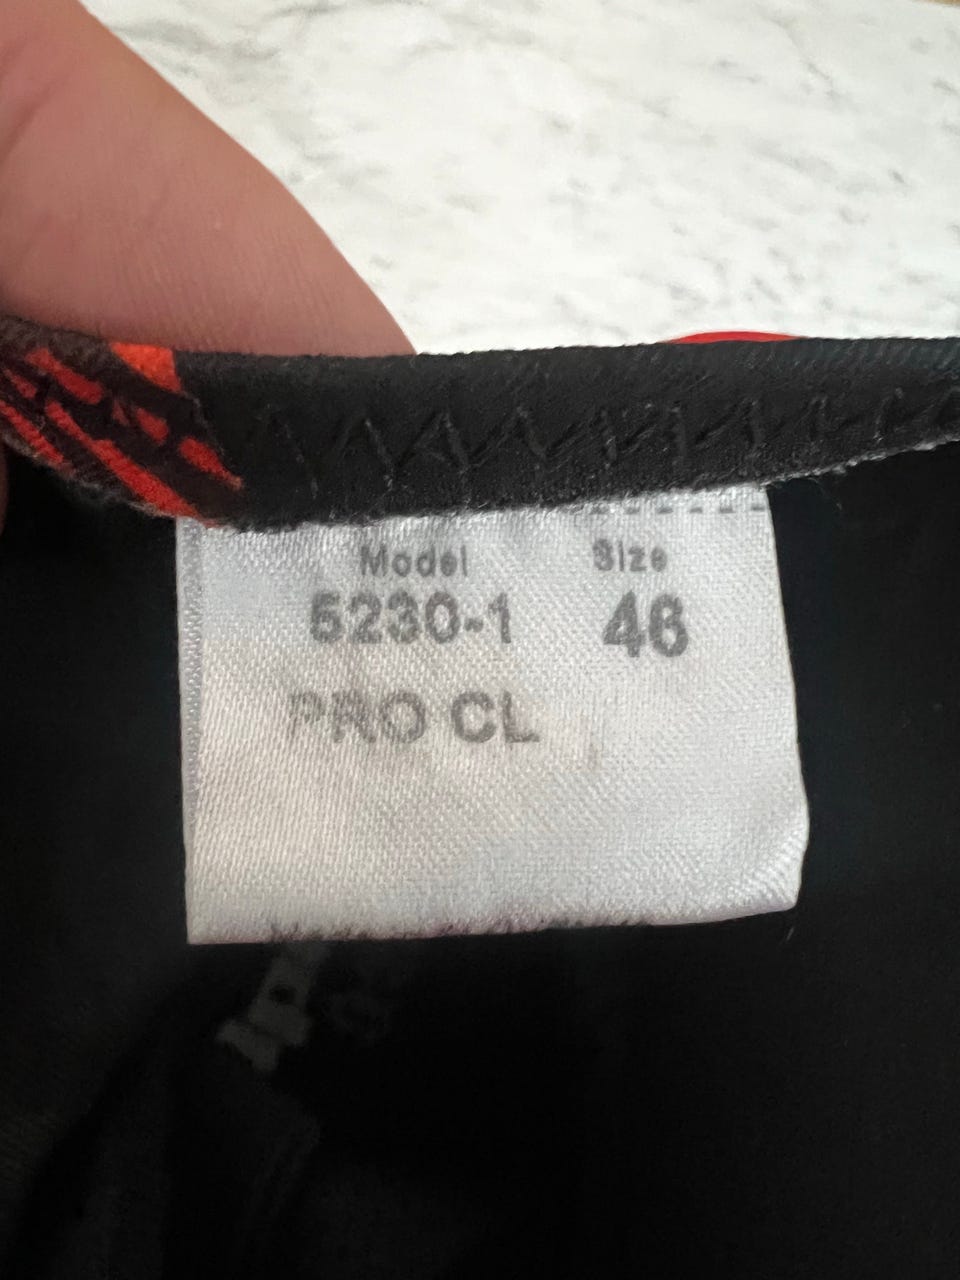 Model Size
5230-1 46
PRO CL